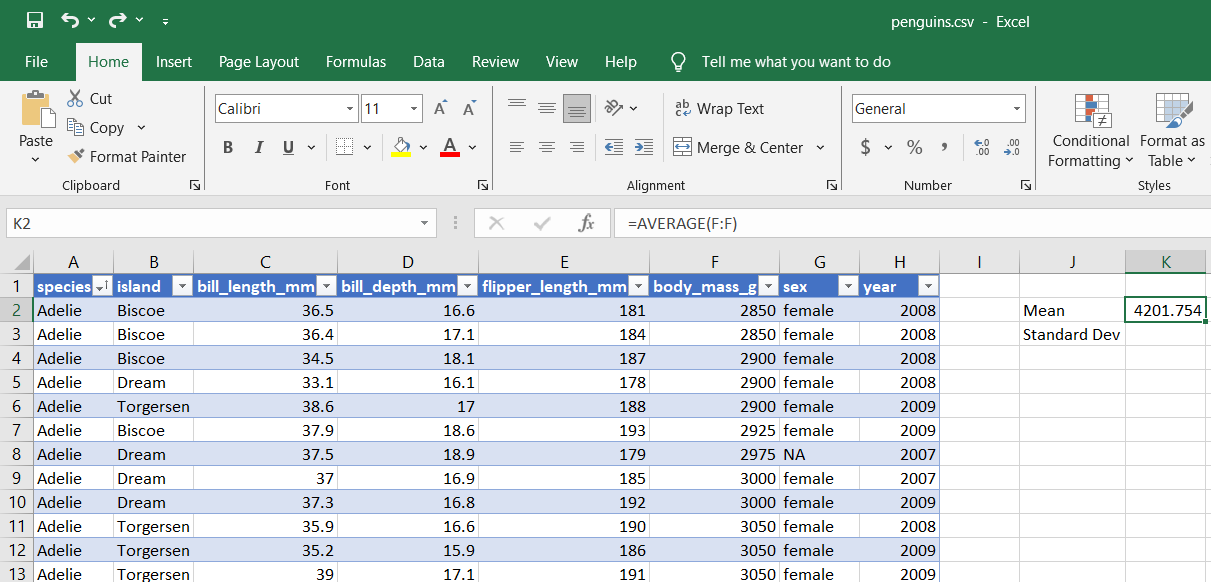 penguins.csv - Excel
File Home Insert Page Layout Formulas Data Review View Help Tell me what you want to do
Paste
Cut
Copy
Format Painter
Clipboard
Calibri 11 A A
B I U A
Font
ab Wrap Text
Merge & Center
Alignment
General
$ % , .00 .00
Number
Conditional Formatting
Format as Table
Styles
K2 fx =AVERAGE(F:F)
A B C D E F G H I J K
1 species island bill_length_mm bill_depth_mm flipper_length_mm body_mass_g sex year
2 Adelie Biscoe 36.5 16.6 181 2850 female 2008 Mean 4201.754
3 Adelie Biscoe 36.4 17.1 184 2850 female 2008 Standard Dev
4 Adelie Biscoe 34.5 18.1 187 2900 female 2008
5 Adelie Dream 33.1 16.1 178 2900 female 2008
6 Adelie Torgersen 38.6 17 188 2900 female 2009
7 Adelie Biscoe 37.9 18.6 193 2925 female 2009
8 Adelie Dream 37.5 18.9 179 2975 NA 2007
9 Adelie Dream 37 16.9 185 3000 female 2007
10 Adelie Dream 37.3 16.8 192 3000 female 2009
11 Adelie Torgersen 35.9 16.6 190 3050 female 2008
12 Adelie Torgersen 35.2 15.9 186 3050 female 2009
13 Adelie Torgersen 39 17.1 191 3050 female 2009